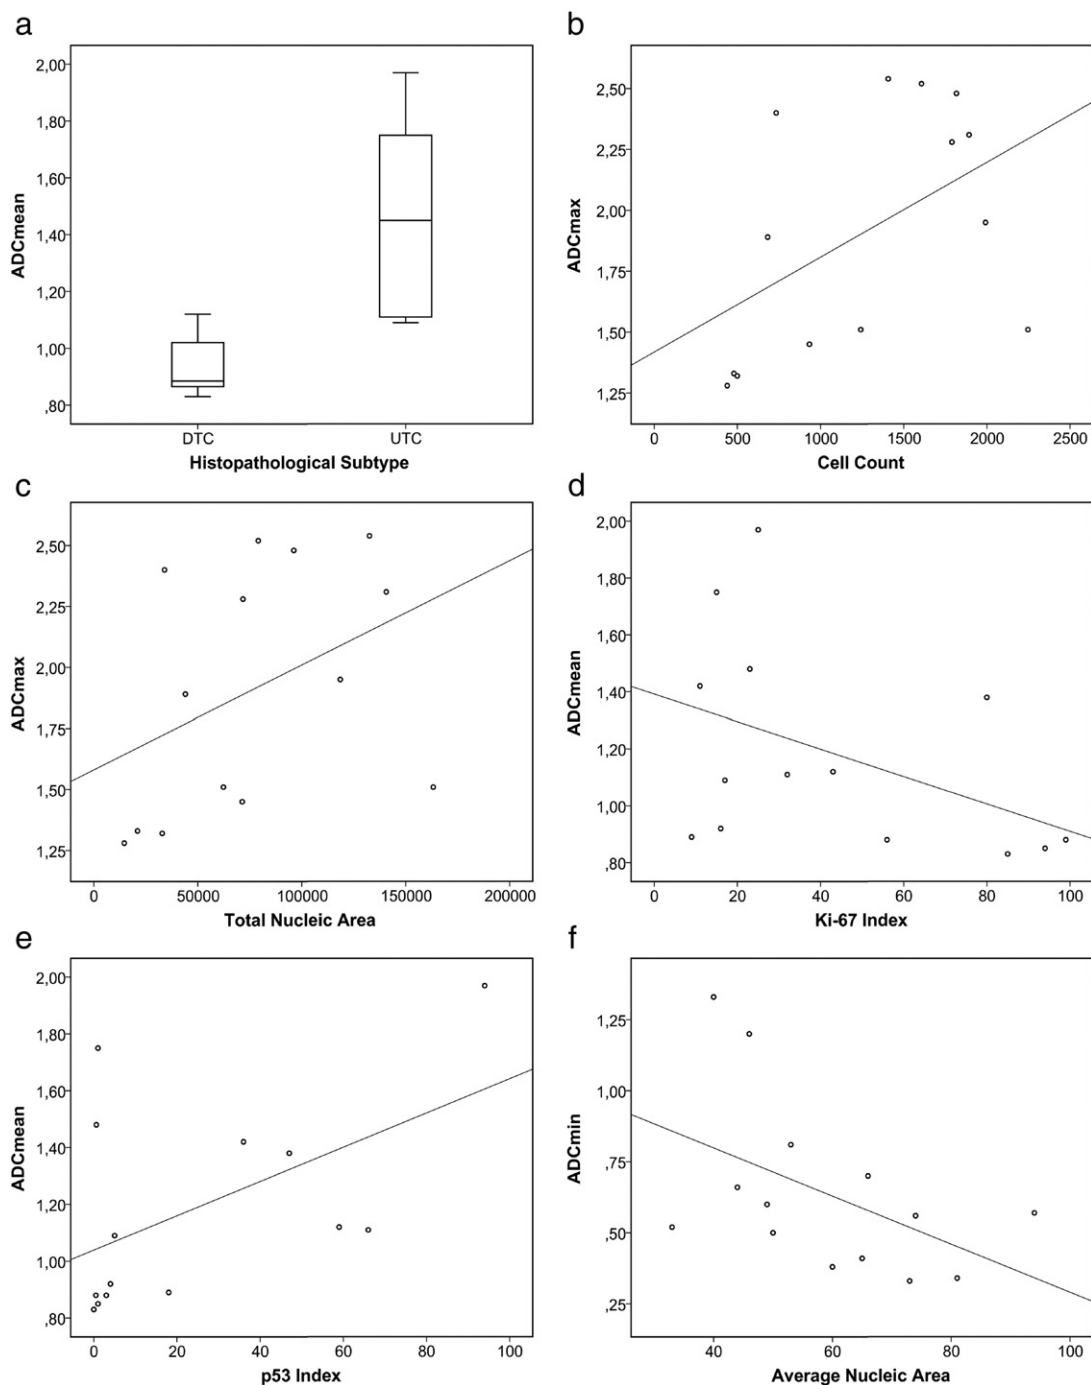 a
2,00
1,80
1,60
1,40
1,20
1,00
,80
ADCmean
DTC UTC
Histopathological Subtype
b
2,50
2,25
2,00
1,75
1,50
1,25
ADCmax
0 500 1000 1500 2000 2500
Cell Count
c
2,50
2,25
2,00
1,75
1,50
1,25
ADCmax
0 50000 100000 150000 200000
Total Nucleic Area
d
2,00
1,80
1,60
1,40
1,20
1,00
,80
ADCmean
0 20 40 60 80 100
Ki-67 Index
e
2,00
1,80
1,60
1,40
1,20
1,00
,80
ADCmean
0 20 40 60 80 100
p53 Index
f
1,25
1,00
,75
,50
,25
ADCmin
40 60 80 100
Average Nucleic Area